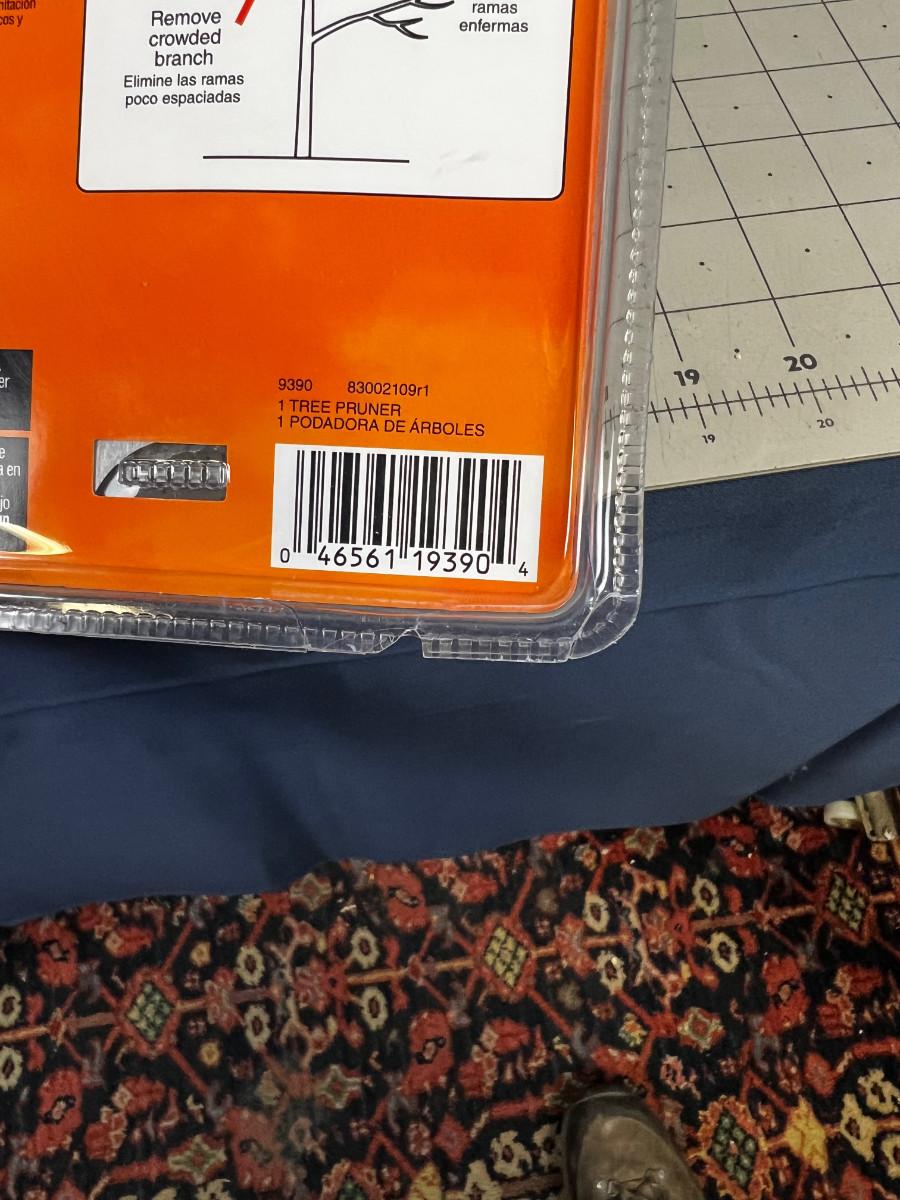 Remove
crowded
branch
Elimine las ramas
poco espaciadas
ramas
enfermas
9390 83002109r1
1 TREE PRUNER
1 PODADORA DE ÁRBOLES
0 46561 19390 4
19 20
19 20